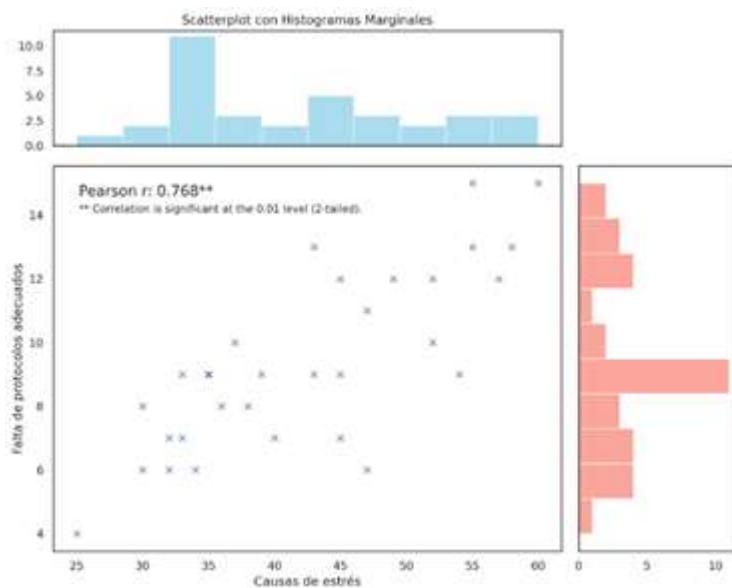 Scatterplot con Histogramas Marginales
10.0
7.5
5.0
2.5
0.0
Pearson r: 0.768**
** Correlation is significant at the 0.01 level (2-tailed).
Falta de protocolos adecuados
14
12
10
8
6
4
25 30 35 40 45 50 55 60
Causas de estrés
0 5 10